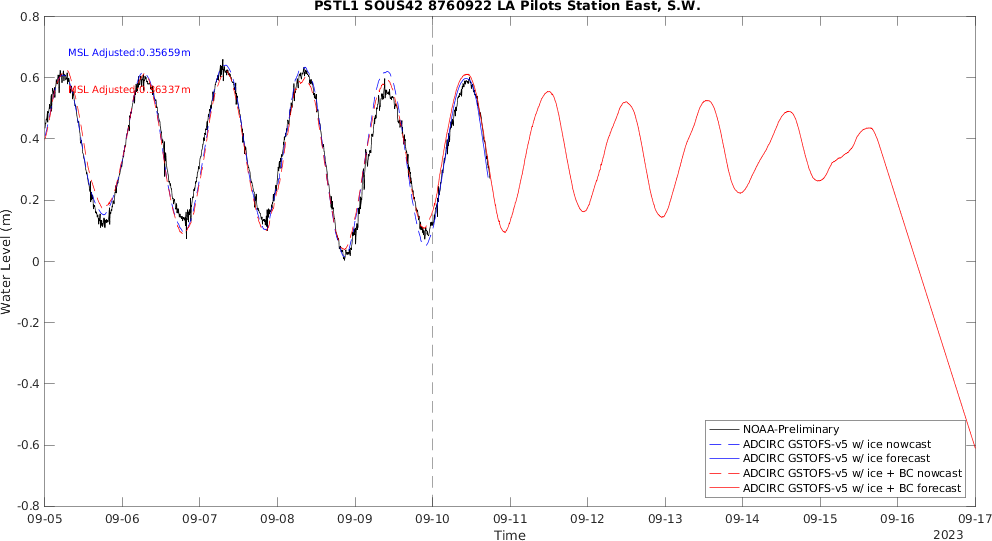 PSTL1 SOUS42 8760922 LA Pilots Station East, S.W.
MSL Adjusted:0.35659m
MSL Adjusted:0.36337m
Water Level (m)
0.8
0.6
0.4
0.2
0
-0.2
-0.4
-0.6
-0.8
NOAA-Preliminary
ADCIRC GSTOFS-v5 w/ ice nowcast
ADCIRC GSTOFS-v5 w/ ice forecast
ADCIRC GSTOFS-v5 w/ ice + BC nowcast
ADCIRC GSTOFS-v5 w/ ice + BC forecast
09-05 09-06 09-07 09-08 09-09 09-10 09-11 09-12 09-13 09-14 09-15 09-16 09-17
Time
2023